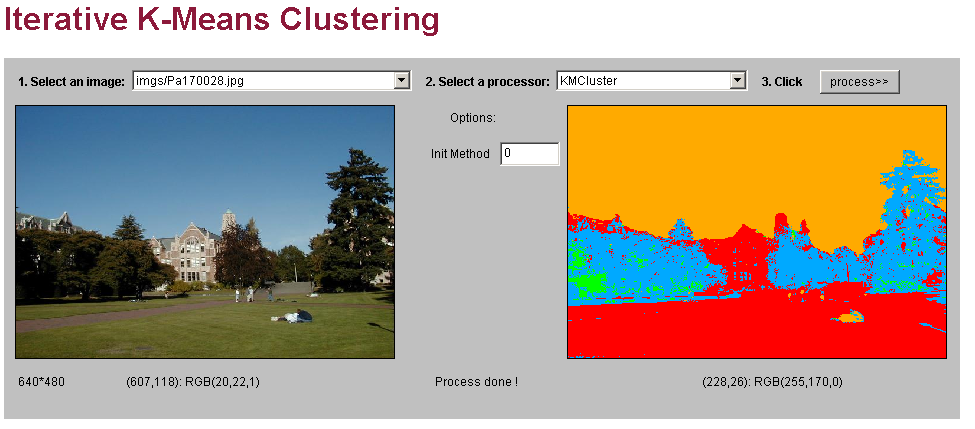 Iterative K-Means Clustering
1. Select an image: imgs/Pa170028.jpg 2. Select a processor: KMCluster 3. Click process>>
Options:
Init Method 0
640*480 (607,118): RGB(20,22,1) Process done ! (228,26): RGB(255,170,0)